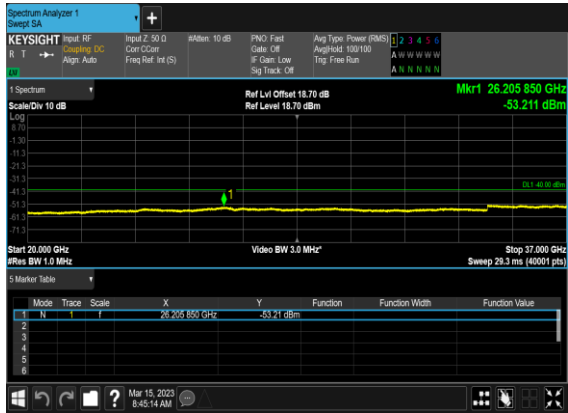 Spectrum Analyzer 1
Swept SA
+
KEYSIGHT Input: RF Input Z: 50 Ω #Atten: 10 dB PNO: Fast Avg Type: Power (RMS) 1 2 3 4 5 6
R T Coupling: DC Corr CCorr Gate: Off Avg|Hold: 100/100 A W W W W W
Align: Auto Freq Ref: Int (S) IF Gain: Low Trig: Free Run
Sig Track: Off A N N N N N
1 Spectrum
Scale/Div 10 dB
Ref Lvl Offset 18.70 dB
Ref Level 18.70 dBm
Mkr1 26.205 850 GHz
-53.211 dBm
Log
8.70
-1.30
-11.3
-21.3
-31.3
DL1 -40.00 dBm
-41.3
1
-51.3
-61.3
-71.3
Start 20.000 GHz Video BW 3.0 MHz* Stop 37.000 GHz
#Res BW 1.0 MHz Sweep 29.3 ms (40001 pts)
5 Marker Table
Mode Trace Scale X Y Function Function Width Function Value
1 N 1 f 26.205 850 GHz -53.21 dBm
2
3
4
5
6
? Mar 15, 2023
8:45:14 AM